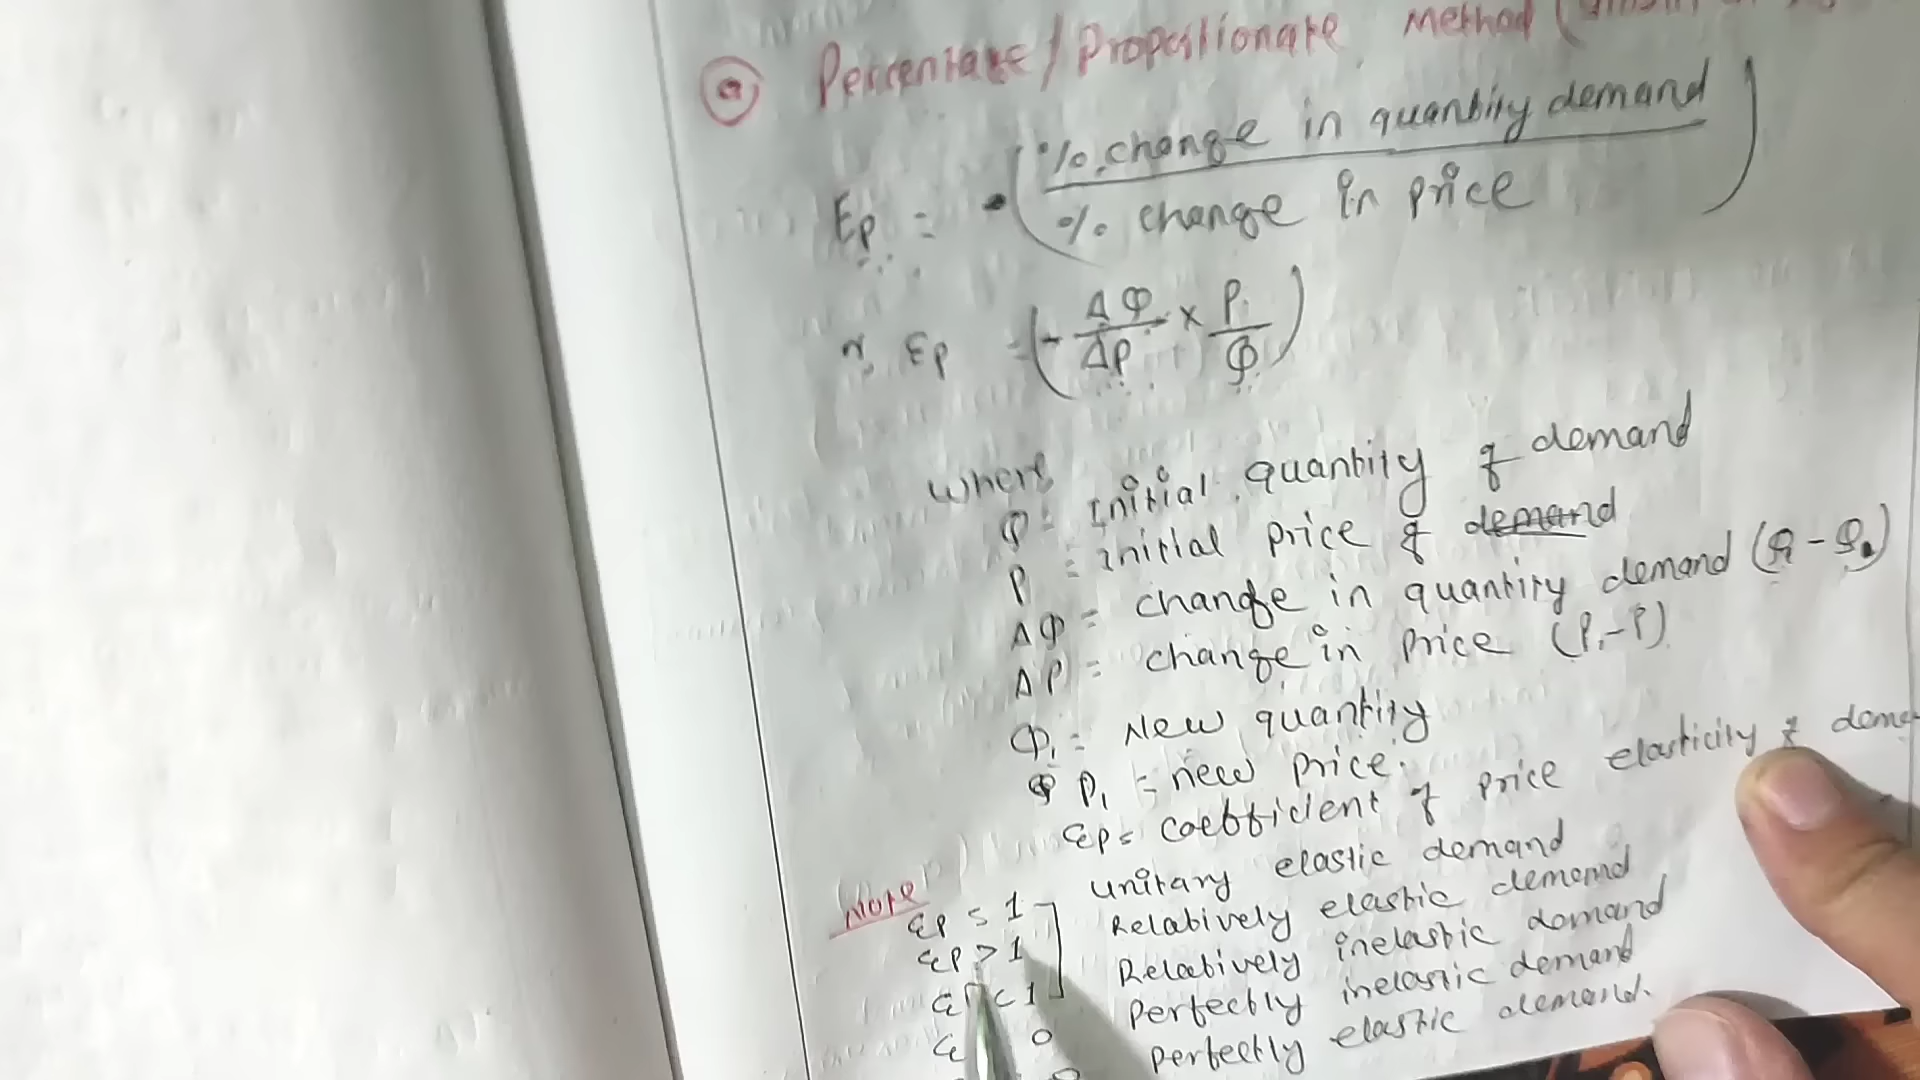 a Percentage/Proportionate Method (
Ep = -(% change in quantity demand / % change in price)
Ep = (- ΔQ/ΔP × P/Q)
where
Q = Initial quantity of demand
P = initial price of demand
ΔQ = change in quantity demand (Q₁ - Q)
ΔP = change in price (P₁-P)
Q₁ = New quantity
P₁ = new price.
Ep = coefficient of price elasticity of
Note
Ep = 1 unitary elastic demand
Ep > 1 Relatively elastic demand
Ep < 1 Relatively inelastic demand
0 Perfectly inelastic demand
Perfectly elastic demand.